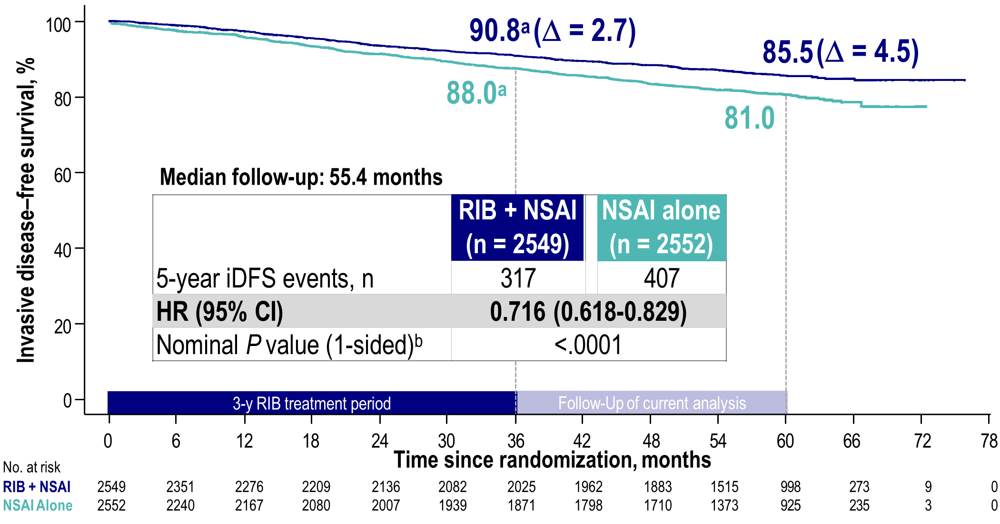 90.8ᵃ (Δ = 2.7)
85.5 (Δ = 4.5)
88.0ᵃ
81.0
Invasive disease–free survival, %
100
80
60
40
20
0
Median follow-up: 55.4 months
RIB + NSAI
(n = 2549)
NSAI alone
(n = 2552)
5-year iDFS events, n 317 407
HR (95% CI) 0.716 (0.618-0.829)
Nominal P value (1-sided)ᵇ <.0001
3-y RIB treatment period
Follow-Up of current analysis
0 6 12 18 24 30 36 42 48 54 60 66 72 78
Time since randomization, months
No. at risk
RIB + NSAI 2549 2351 2276 2209 2136 2082 2025 1962 1883 1515 998 273 9 0
NSAI Alone 2552 2240 2167 2080 2007 1939 1871 1798 1710 1373 925 235 3 0